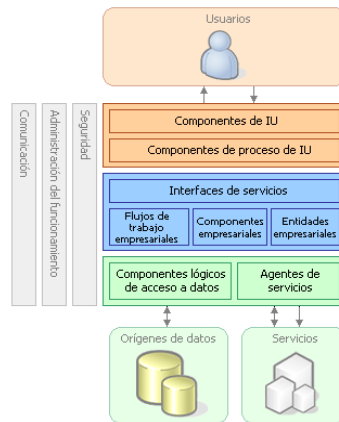 Usuarios
Comunicación
Administración del funcionamiento
Seguridad
Componentes de IU
Componentes de proceso de IU
Interfaces de servicios
Flujos de
trabajo
empresariales
Componentes
empresariales
Entidades
empresariales
Componentes lógicos
de acceso a datos
Agentes de
servicios
Orígenes de datos
Servicios